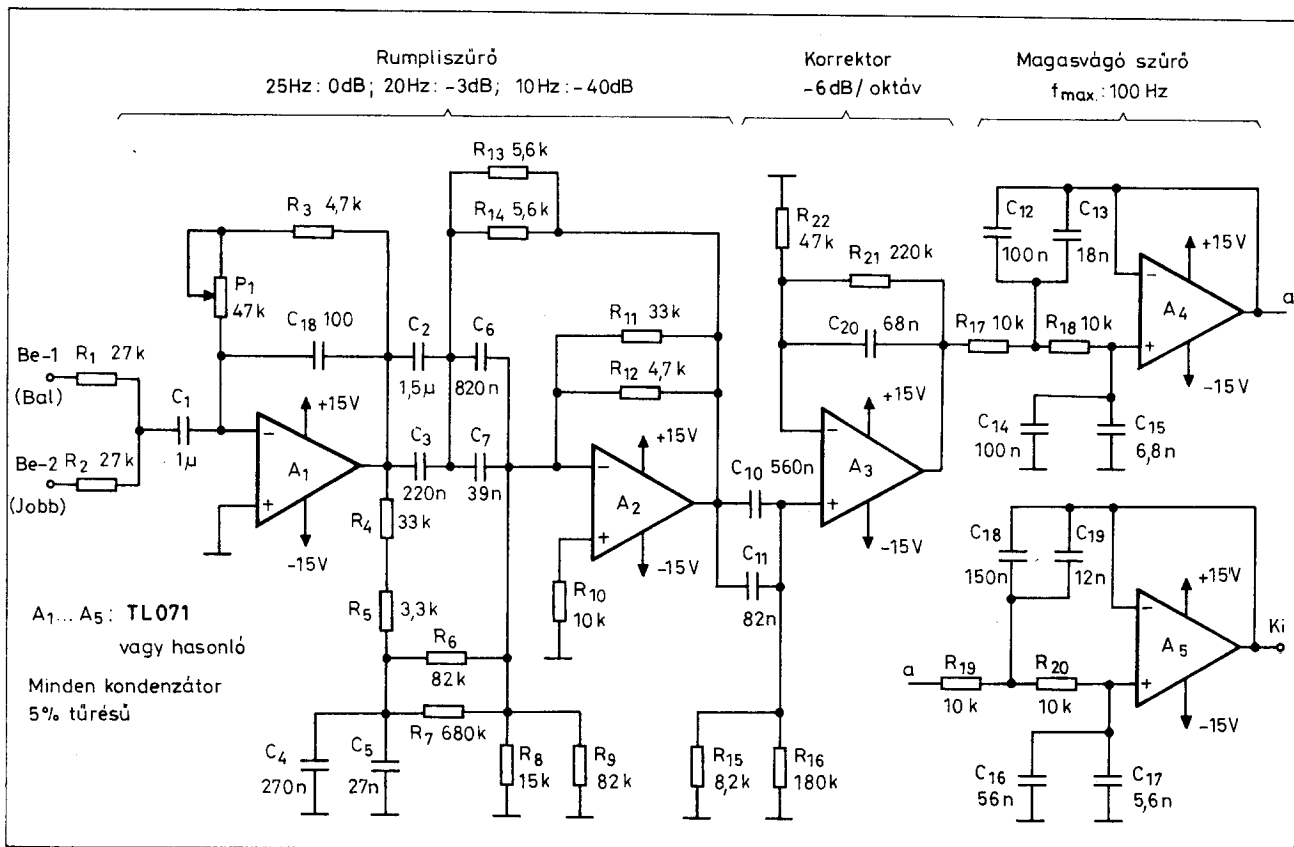 Rumpliszűrő
25Hz: 0dB; 20Hz: -3dB; 10Hz: -40dB
Korrektor
-6dB/oktáv
Magasvágó szűrő
fmax.: 100 Hz
R13 5,6k
R14 5,6k
R3 4,7k
P1
47k
C18 100
C2
1,5µ
C6
820n
R11 33k
R12 4,7k
Be-1
(Bal)
R1 27k
Be-2
(Jobb)
R2 27k
C1
1µ
-
+
A1
+15V
-15V
C3
220n
C7
39n
R4
33k
R5
3,3k
R6
82k
R7 680k
C4
270n
C5
27n
R8
15k
R9
82k
-
+
A2
+15V
-15V
R10
10k
C10 560n
C11
82n
R15
8,2k
R16
180k
R22
47k
R21 220k
C20 68n
-
+
A3
+15V
-15V
R17 10k
R18 10k
C12
100n
C13
18n
-
+
A4
+15V
-15V
a
C14
100n
C15
6,8n
C18
150n
C19
12n
a
R19
10k
R20
10k
-
+
A5
+15V
-15V
Ki
C16
56n
C17
5,6n
A1... A5: TL071
vagy hasonló
Minden kondenzátor
5% tűrésű